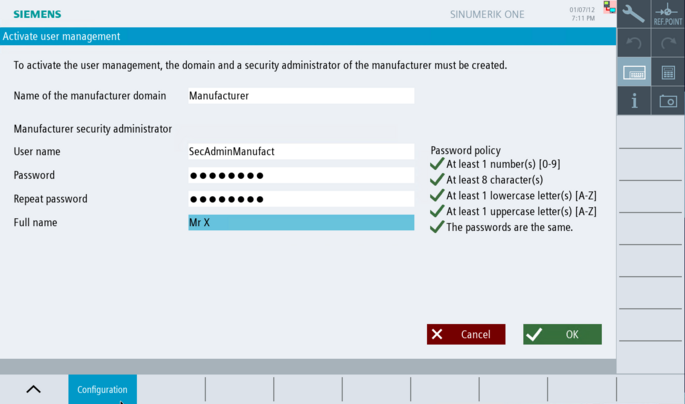 SIEMENS
SINUMERIK ONE
01/07/12
7:11 PM
REF.POINT
Activate user management
To activate the user management, the domain and a security administrator of the manufacturer must be created.
Name of the manufacturer domain
Manufacturer
Manufacturer security administrator
User name
SecAdminManufact
Password
●●●●●●●●
Repeat password
●●●●●●●●
Full name
Mr X
Password policy
At least 1 number(s) [0-9]
At least 8 character(s)
At least 1 lowercase letter(s) [A-Z]
At least 1 uppercase letter(s) [A-Z]
The passwords are the same.
Cancel
OK
Configuration